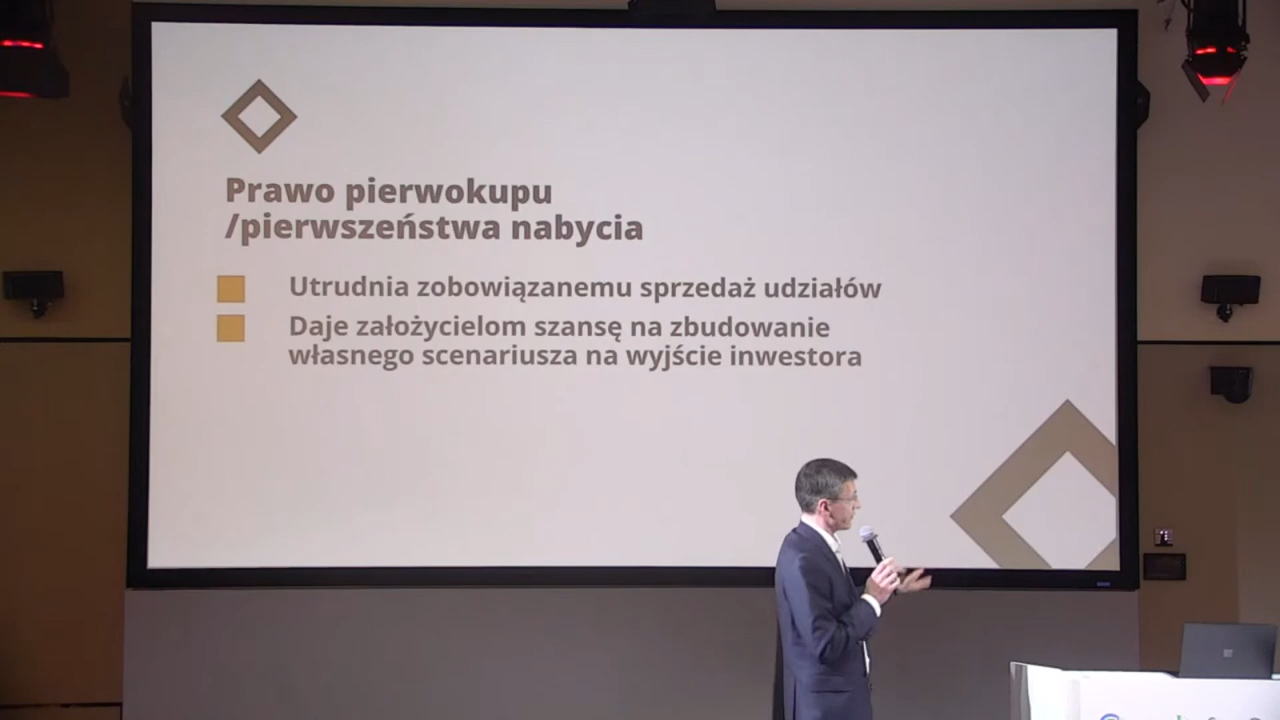 Prawo pierwokupu
/pierwszeństwa nabycia
Utrudnia zobowiązanemu sprzedaż udziałów
Daje założycielom szansę na zbudowanie
własnego scenariusza na wyjście inwestora